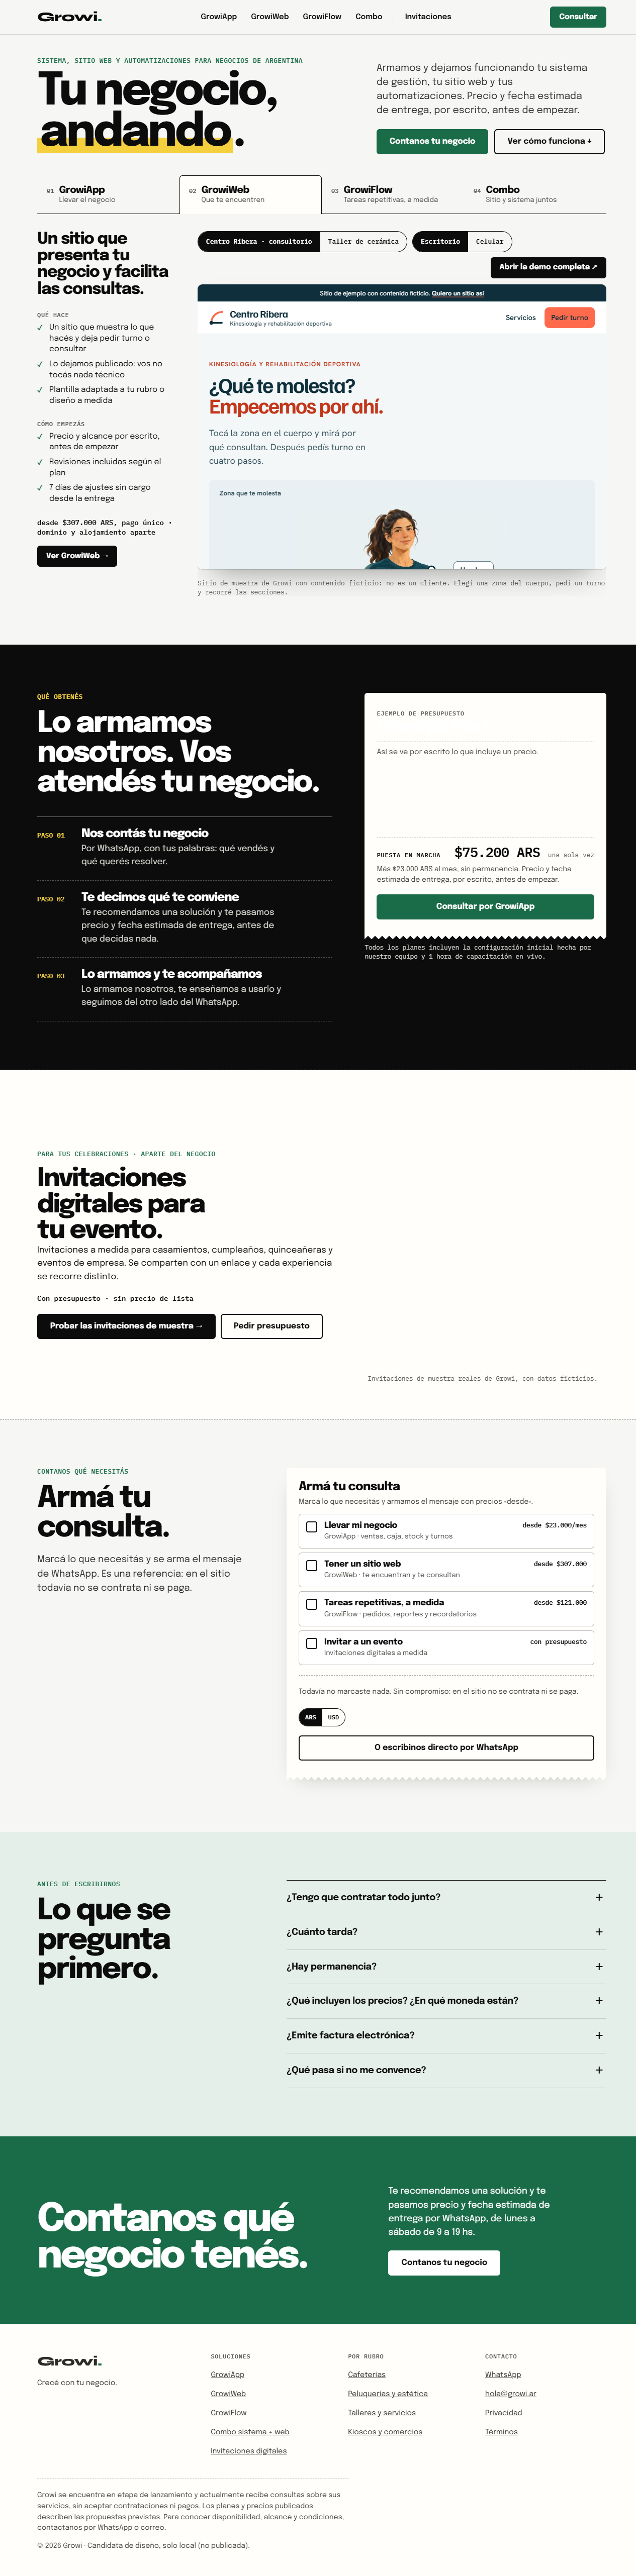 Growi.
GrowiApp GrowiWeb GrowiFlow Combo Invitaciones
Consultar
SISTEMA, SITIO WEB Y AUTOMATIZACIONES PARA NEGOCIOS DE ARGENTINA
Tu negocio,
andando.
Armamos y dejamos funcionando tu sistema
de gestión, tu sitio web y tus
automatizaciones. Precio y fecha estimada
de entrega, por escrito, antes de empezar.
Contanos tu negocio
Ver cómo funciona ↓
01 GrowiApp
Llevar el negocio
02 GrowiWeb
Que te encuentren
03 GrowiFlow
Tareas repetitivas, a medida
04 Combo
Sitio y sistema juntos
Un sitio que
presenta tu
negocio y facilita
las consultas.
QUÉ HACE
✓ Un sitio que muestra lo que
hacés y deja pedir turno o
consultar
✓ Lo dejamos publicado: vos no
tocás nada técnico
✓ Plantilla adaptada a tu rubro o
diseño a medida
CÓMO EMPEZÁS
✓ Precio y alcance por escrito,
antes de empezar
✓ Revisiones incluidas según el
plan
✓ 7 días de ajustes sin cargo
desde la entrega
desde $307.000 ARS, pago único ·
dominio y alojamiento aparte
Ver GrowiWeb →
Centro Ribera · consultorio
Taller de cerámica
Escritorio
Celular
Abrir la demo completa ↗
Sitio de ejemplo con contenido ficticio. Quiero un sitio así
Centro Ribera
Kinesiología y rehabilitación deportiva
Servicios
Pedir turno
KINESIOLOGÍA Y REHABILITACIÓN DEPORTIVA
¿Qué te molesta?
Empecemos por ahí.
Tocá la zona en el cuerpo y mirá por
qué consultan. Después pedís turno en
cuatro pasos.
Zona que te molesta
Hombro
Sitio de muestra de Growi con contenido ficticio: no es un cliente. Elegí una zona del cuerpo, pedí un turno
y recorré las secciones.
QUÉ OBTENÉS
Lo armamos
nosotros. Vos
atendés tu negocio.
PASO 01 Nos contás tu negocio
Por WhatsApp, con tus palabras: qué vendés y
qué querés resolver.
PASO 02 Te decimos qué te conviene
Te recomendamos una solución y te pasamos
precio y fecha estimada de entrega, antes de
que decidas nada.
PASO 03 Lo armamos y te acompañamos
Lo armamos nosotros, te enseñamos a usarlo y
seguimos del otro lado del WhatsApp.
EJEMPLO DE PRESUPUESTO
Así se ve por escrito lo que incluye un precio.
PUESTA EN MARCHA $75.200 ARS una sola vez
Más $23.000 ARS al mes, sin permanencia. Precio y fecha
estimada de entrega, por escrito, antes de empezar.
Consultar por GrowiApp
Todos los planes incluyen la configuración inicial hecha por
nuestro equipo y 1 hora de capacitación en vivo.
PARA TUS CELEBRACIONES · APARTE DEL NEGOCIO
Invitaciones
digitales para
tu evento.
Invitaciones a medida para casamientos, cumpleaños, quinceañeras y
eventos de empresa. Se comparten con un enlace y cada experiencia
se recorre distinto.
Con presupuesto · sin precio de lista
Probar las invitaciones de muestra →
Pedir presupuesto
Invitaciones de muestra reales de Growi, con datos ficticios.
CONTANOS QUÉ NECESITÁS
Armá tu
consulta.
Marcá lo que necesitás y se arma el mensaje
de WhatsApp. Es una referencia: en el sitio
todavía no se contrata ni se paga.
Armá tu consulta
Marcá lo que necesitás y armamos el mensaje con precios «desde».
Llevar mi negocio desde $23.000/mes
GrowiApp · ventas, caja, stock y turnos
Tener un sitio web desde $307.000
GrowiWeb · te encuentran y te consultan
Tareas repetitivas, a medida desde $121.000
GrowiFlow · pedidos, reportes y recordatorios
Invitar a un evento con presupuesto
Invitaciones digitales a medida
Todavía no marcaste nada. Sin compromiso: en el sitio no se contrata ni se paga.
ARS USD
O escribinos directo por WhatsApp
ANTES DE ESCRIBIRNOS
Lo que se
pregunta
primero.
¿Tengo que contratar todo junto? +
¿Cuánto tarda? +
¿Hay permanencia? +
¿Qué incluyen los precios? ¿En qué moneda están? +
¿Emite factura electrónica? +
¿Qué pasa si no me convence? +
Contanos qué
negocio tenés.
Te recomendamos una solución y te
pasamos precio y fecha estimada de
entrega por WhatsApp, de lunes a
sábado de 9 a 19 hs.
Contanos tu negocio
Growi.
Crecé con tu negocio.
SOLUCIONES
GrowiApp
GrowiWeb
GrowiFlow
Combo sistema + web
Invitaciones digitales
POR RUBRO
Cafeterías
Peluquerías y estética
Talleres y servicios
Kioscos y comercios
CONTACTO
WhatsApp
hola@growi.ar
Privacidad
Términos
Growi se encuentra en etapa de lanzamiento y actualmente recibe consultas sobre sus
servicios, sin aceptar contrataciones ni pagos. Los planes y precios publicados
describen las propuestas previstas. Para conocer disponibilidad, alcance y condiciones,
contactanos por WhatsApp o correo.
© 2026 Growi · Candidata de diseño, solo local (no publicada).